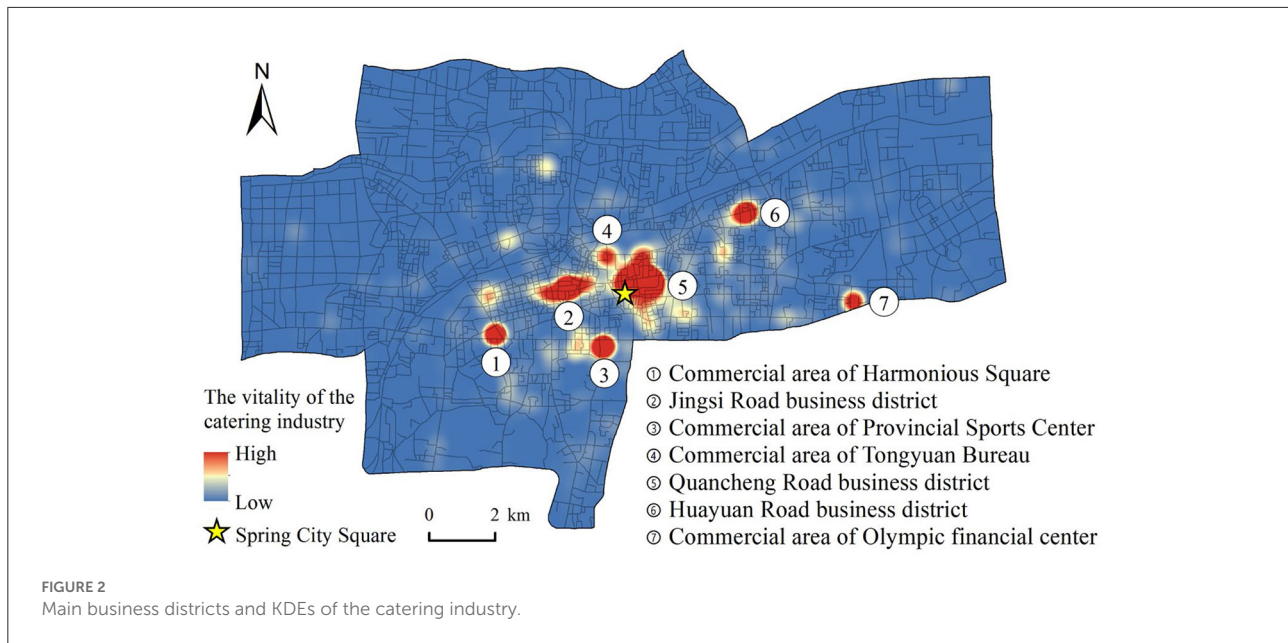 N
4
6
5
7
2
1
3
The vitality of the
catering industry
High
Low
Spring City Square
0 2 km
① Commercial area of Harmonious Square
② Jingsi Road business district
③ Commercial area of Provincial Sports Center
④ Commercial area of Tongyuan Bureau
⑤ Quancheng Road business district
⑥ Huayuan Road business district
⑦ Commercial area of Olympic financial center
FIGURE 2
Main business districts and KDEs of the catering industry.